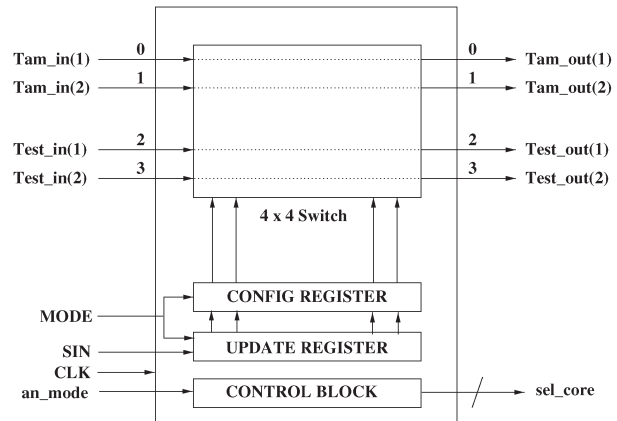 Tam_in(1) 0 0 Tam_out(1)
Tam_in(2) 1 1 Tam_out(2)
Test_in(1) 2 2 Test_out(1)
Test_in(2) 3 3 Test_out(2)
4 x 4 Switch
CONFIG REGISTER
MODE
UPDATE REGISTER
SIN
CLK
an_mode CONTROL BLOCK sel_core